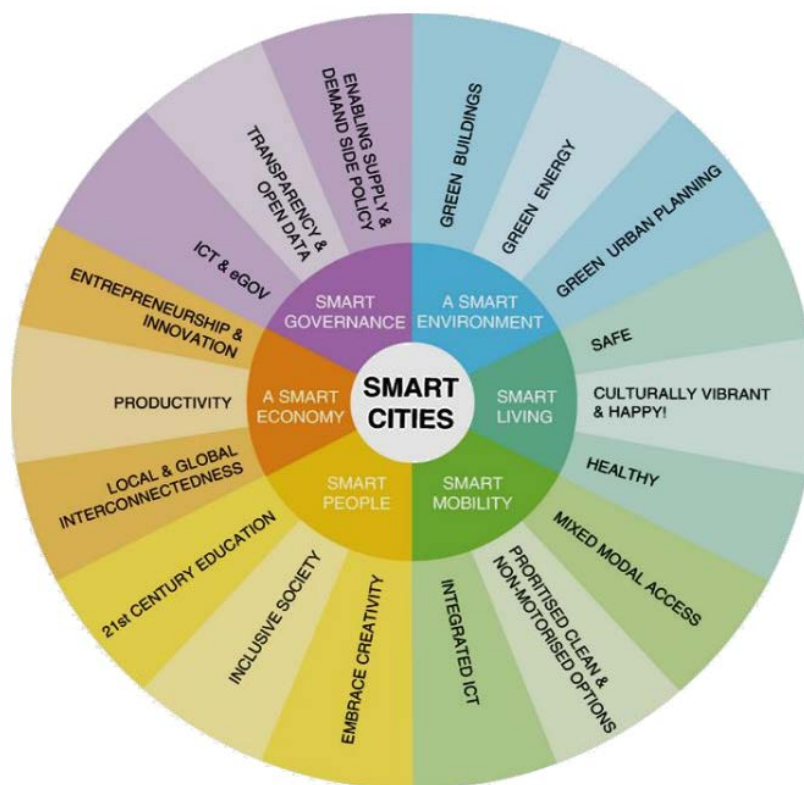 SMART
CITIES
A SMART
ENVIRONMENT
GREEN BUILDINGS
GREEN ENERGY
GREEN URBAN PLANNING
SMART
LIVING
SAFE
CULTURALLY VIBRANT
& HAPPY!
HEALTHY
SMART
MOBILITY
MIXED MODAL ACCESS
PRIORITISED CLEAN &
NON-MOTORISED OPTIONS
INTEGRATED ICT
SMART
PEOPLE
EMBRACE CREATIVITY
INCLUSIVE SOCIETY
21st CENTURY EDUCATION
A SMART
ECONOMY
LOCAL & GLOBAL
INTERCONNECTEDNESS
PRODUCTIVITY
ENTREPRENEURSHIP &
INNOVATION
SMART
GOVERNANCE
ICT & eGOV
TRANSPARENCY &
OPEN DATA
ENABLING SUPPLY &
DEMAND SIDE POLICY